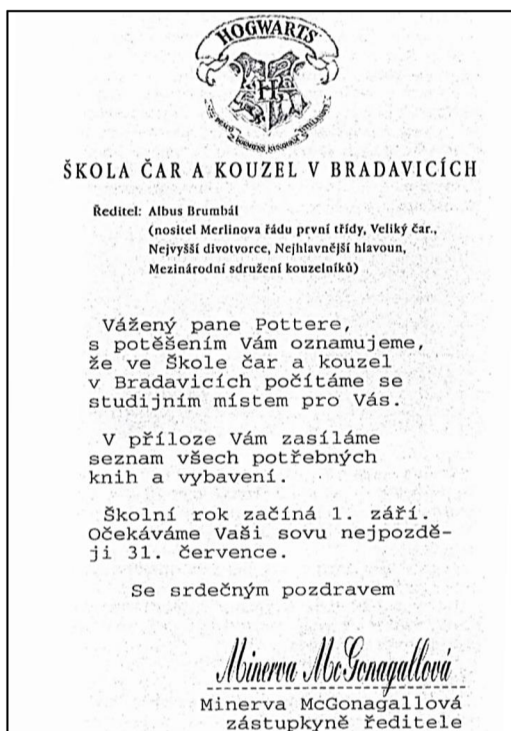 HOGWARTS
H
ŠKOLA ČAR A KOUZEL V BRADAVICÍCH
Ředitel: Albus Brumbál
(nositel Merlinova řádu první třídy, Veliký čar.,
Nejvyšší divotvorce, Nejhlavnější hlavoun,
Mezinárodní sdružení kouzelníků)
Vážený pane Pottere,
s potěšením Vám oznamujeme,
že ve Škole čar a kouzel
v Bradavicích počítáme se
studijním místem pro Vás.
V příloze Vám zasíláme
seznam všech potřebných
knih a vybavení.
Školní rok začíná 1. září.
Očekáváme Vaši sovu nejpozdě-
ji 31. července.
Se srdečným pozdravem
Minerva McGonagallová
Minerva McGonagallová
zástupkyně ředitele